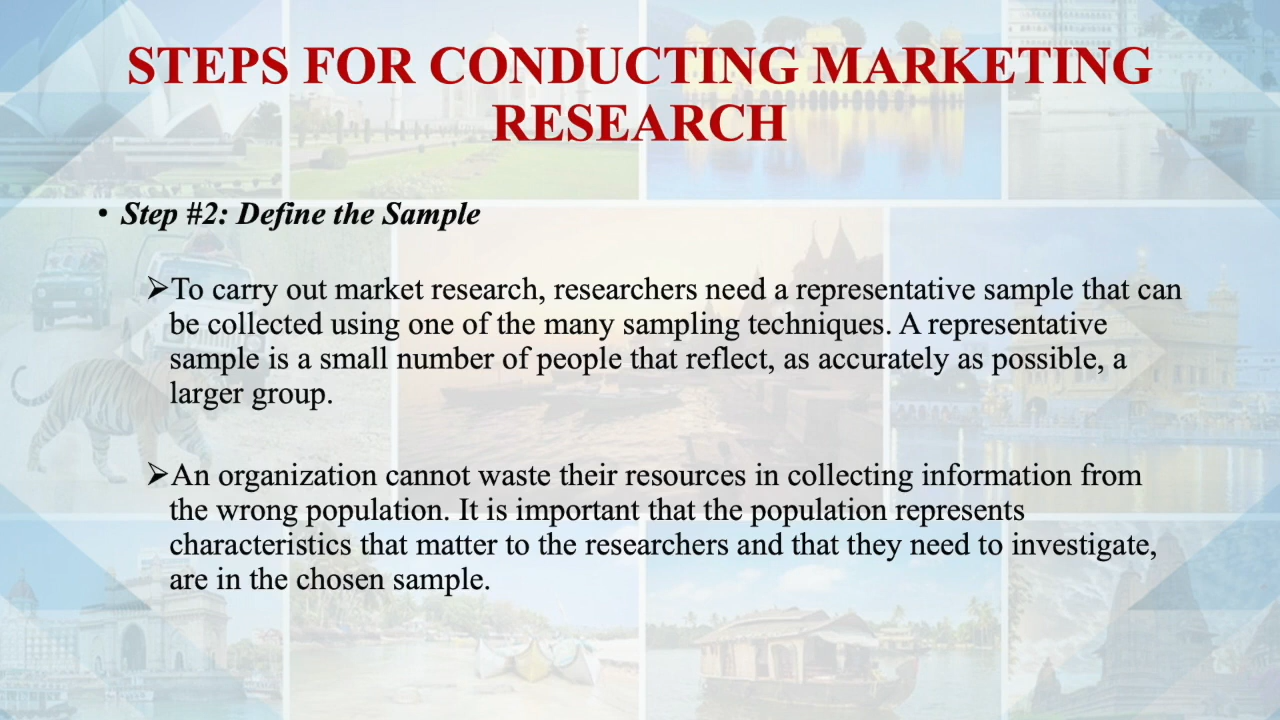 STEPS FOR CONDUCTING MARKETING
RESEARCH
• Step #2: Define the Sample
➢To carry out market research, researchers need a representative sample that can
be collected using one of the many sampling techniques. A representative
sample is a small number of people that reflect, as accurately as possible, a
larger group.
➢An organization cannot waste their resources in collecting information from
the wrong population. It is important that the population represents
characteristics that matter to the researchers and that they need to investigate,
are in the chosen sample.